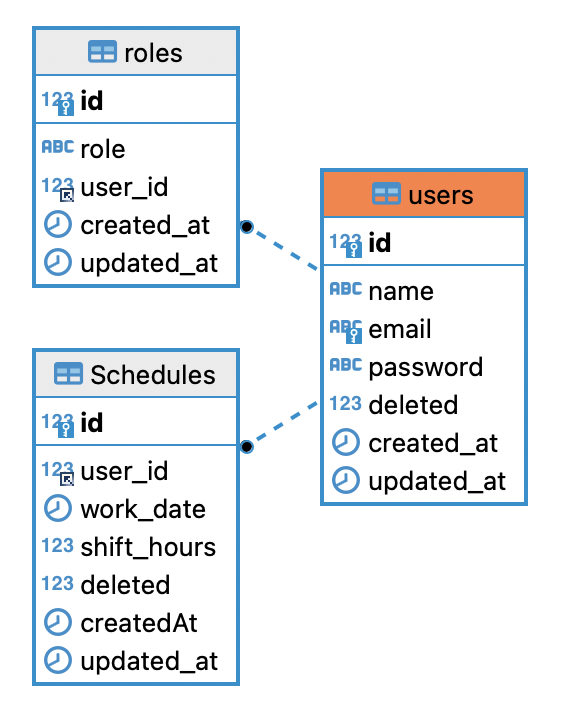 roles
123 id
ABC role
123 user_id
created_at
updated_at
users
123 id
ABC name
ABC email
ABC password
123 deleted
created_at
updated_at
Schedules
123 id
123 user_id
work_date
123 shift_hours
123 deleted
createdAt
updated_at